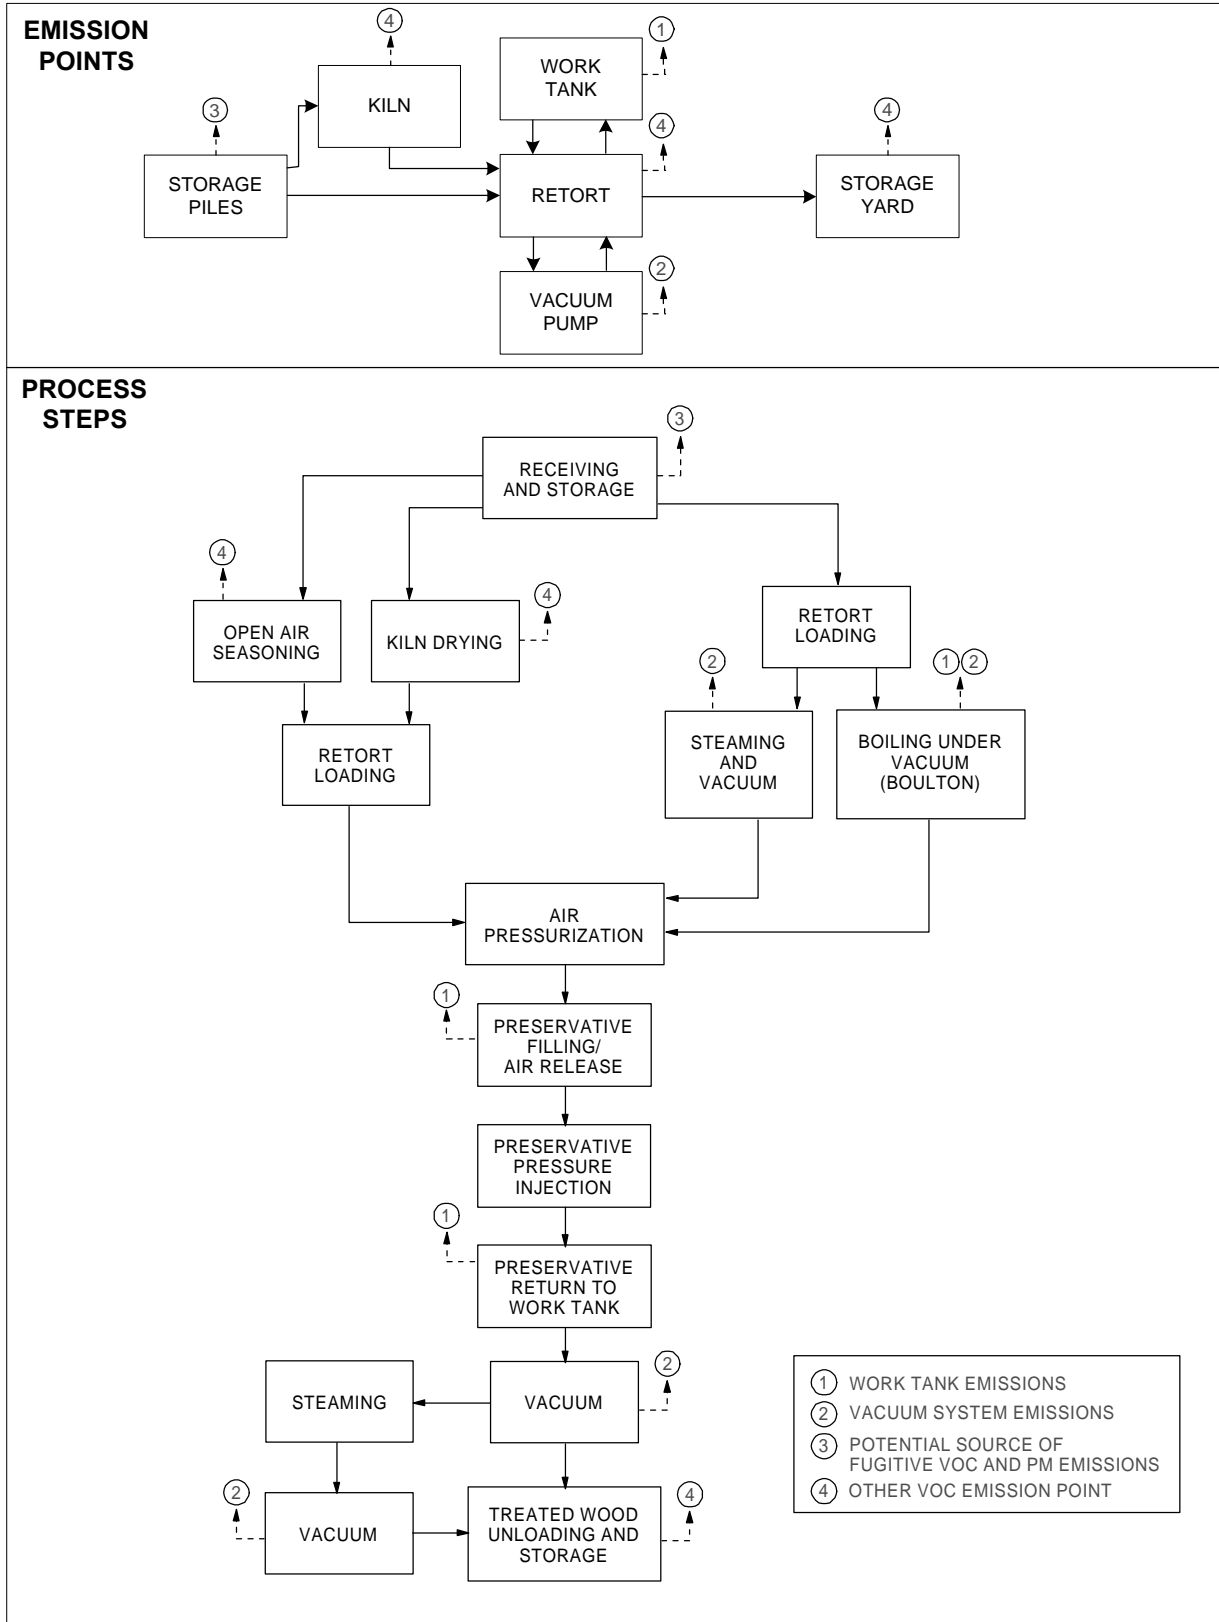 EMISSION
POINTS
4
1
KILN
WORK
TANK
3
4
4
STORAGE
PILES
RETORT
STORAGE
YARD
2
VACUUM
PUMP
PROCESS
STEPS
3
RECEIVING
AND STORAGE
4
4
OPEN AIR
SEASONING
KILN DRYING
RETORT
LOADING
2
1 2
RETORT
LOADING
STEAMING
AND
VACUUM
BOILING UNDER
VACUUM
(BOULTON)
AIR
PRESSURIZATION
1
PRESERVATIVE
FILLING/
AIR RELEASE
PRESERVATIVE
PRESSURE
INJECTION
1
PRESERVATIVE
RETURN TO
WORK TANK
2
STEAMING
VACUUM
2
4
VACUUM
TREATED WOOD
UNLOADING AND
STORAGE
1 WORK TANK EMISSIONS
2 VACUUM SYSTEM EMISSIONS
3 POTENTIAL SOURCE OF
FUGITIVE VOC AND PM EMISSIONS
4 OTHER VOC EMISSION POINT